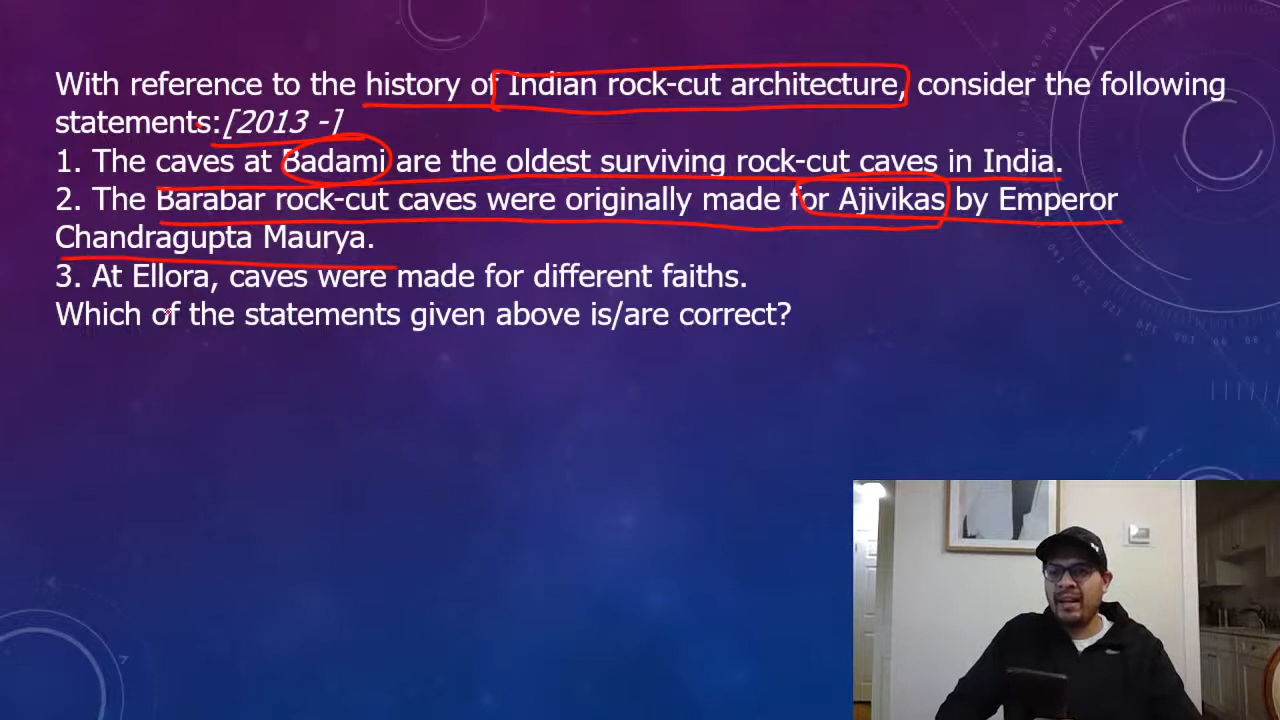 With reference to the history of Indian rock-cut architecture, consider the following
statements:[2013 -]
1. The caves at Badami are the oldest surviving rock-cut caves in India.
2. The Barabar rock-cut caves were originally made for Ajivikas by Emperor
Chandragupta Maurya.
3. At Ellora, caves were made for different faiths.
Which of the statements given above is/are correct?